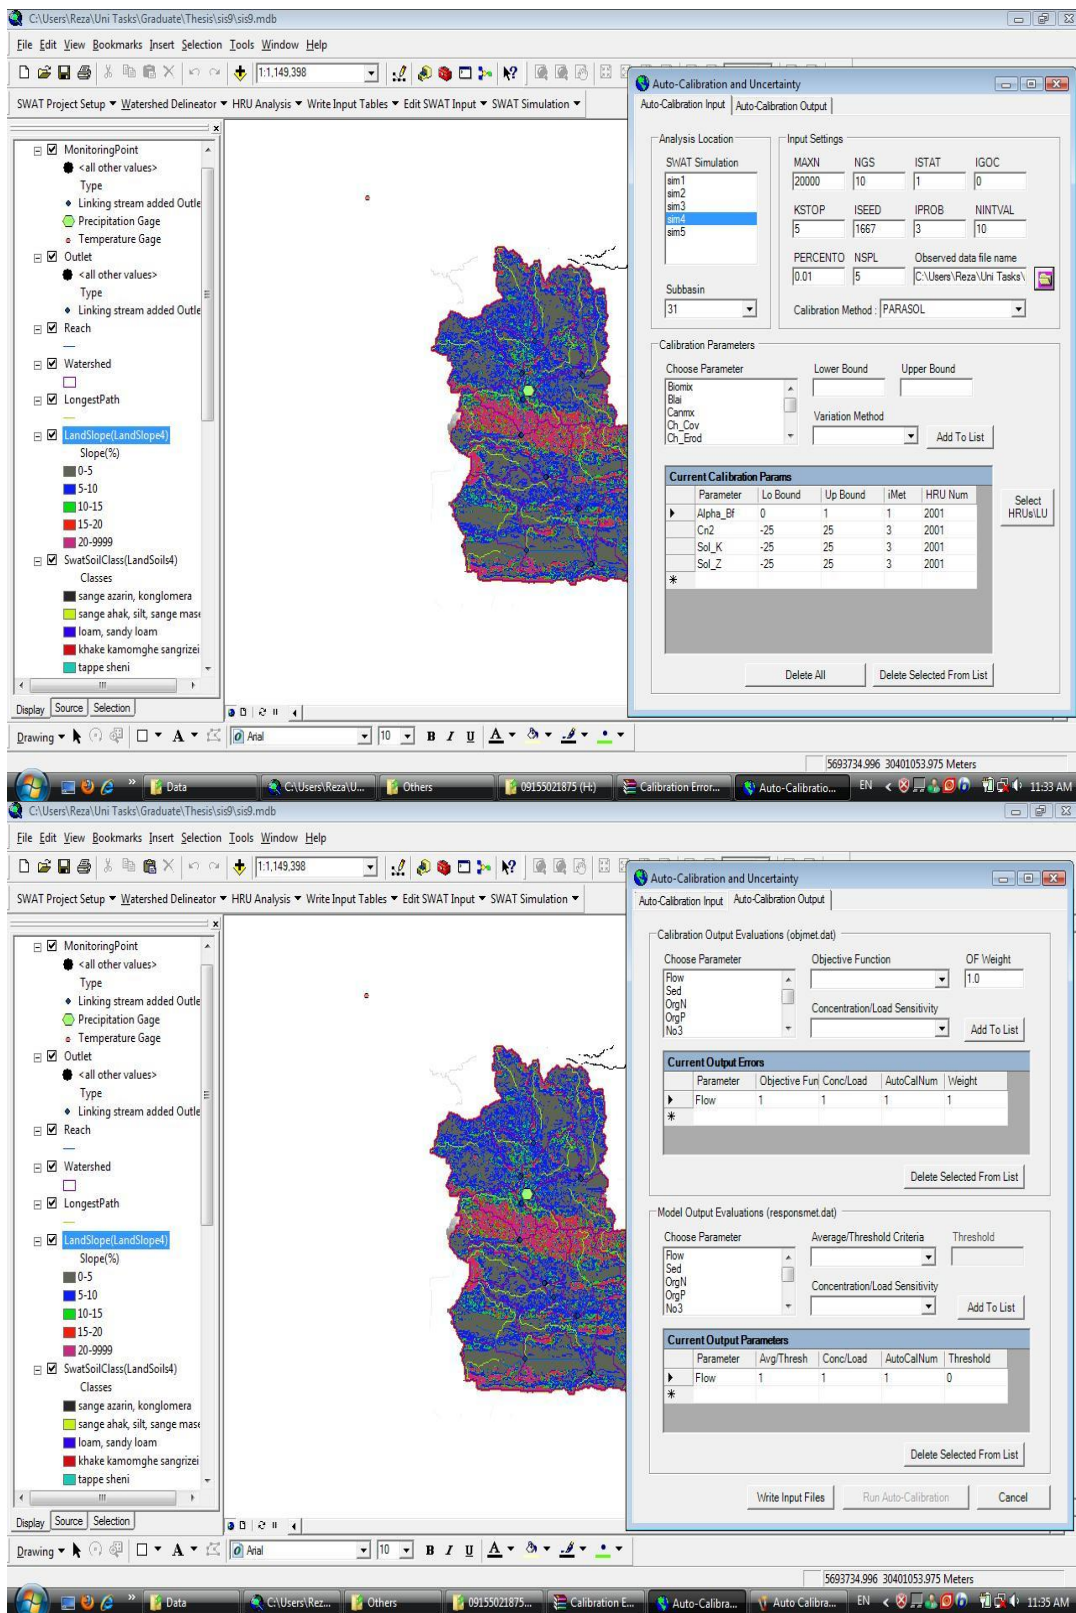 C:\Users\Reza\Uni Tasks\Graduate\Thesis\sis9\sis9.mdb
File Edit View Bookmarks Insert Selection Tools Window Help
1:1,149,398
SWAT Project Setup Watershed Delineator HRU Analysis Write Input Tables Edit SWAT Input SWAT Simulation
MonitoringPoint
<all other values>
Type
Linking stream added Outle
Precipitation Gage
Temperature Gage
Outlet
<all other values>
Type
Linking stream added Outle
Reach
Watershed
LongestPath
LandSlope(LandSlope4)
Slope(%)
0-5
5-10
10-15
15-20
20-9999
SwatSoilClass(LandSoils4)
Classes
sange azarin, konglomera
sange ahak, silt, sange mase
loam, sandy loam
khake kamomghe sangrizei
tappe sheni
Display Source Selection
Auto-Calibration and Uncertainty
Auto-Calibration Input Auto-Calibration Output
Analysis Location
SWAT Simulation
sim1
sim2
sim3
sim4
sim5
Subbasin
31
Input Settings
MAXN NGS ISTAT IGOC
20000 10 1 0
KSTOP ISEED IPROB NINTVAL
5 1667 3 10
PERCENTO NSPL Observed data file name
0.01 5 C:\Users\Reza\Uni Tasks\
Calibration Method : PARASOL
Calibration Parameters
Choose Parameter Lower Bound Upper Bound
Biomix
Blai
Canmx
Ch_Cov
Ch_Erod
Variation Method
Add To List
Current Calibration Params
Parameter Lo Bound Up Bound iMet HRU Num
Alpha_Bf 0 1 1 2001
Cn2 -25 25 3 2001
Sol_K -25 25 3 2001
Sol_Z -25 25 3 2001
Select HRUs\LU
Delete All Delete Selected From List
Drawing A Arial 10 B I U A
5693734.996 30401053.975 Meters
Data C:\Users\Reza\U... Others 09155021875 (H:) Calibration Error... Auto-Calibratio... EN 11:33 AM
C:\Users\Reza\Uni Tasks\Graduate\Thesis\sis9\sis9.mdb
File Edit View Bookmarks Insert Selection Tools Window Help
1:1,149,398
SWAT Project Setup Watershed Delineator HRU Analysis Write Input Tables Edit SWAT Input SWAT Simulation
MonitoringPoint
<all other values>
Type
Linking stream added Outle
Precipitation Gage
Temperature Gage
Outlet
<all other values>
Type
Linking stream added Outle
Reach
Watershed
LongestPath
LandSlope(LandSlope4)
Slope(%)
0-5
5-10
10-15
15-20
20-9999
SwatSoilClass(LandSoils4)
Classes
sange azarin, konglomera
sange ahak, silt, sange mase
loam, sandy loam
khake kamomghe sangrizei
tappe sheni
Display Source Selection
Auto-Calibration and Uncertainty
Auto-Calibration Input Auto-Calibration Output
Calibration Output Evaluations (objmet.dat)
Choose Parameter Objective Function OF Weight
Flow
Sed
OrgN
OrgP
No3
1.0
Concentration/Load Sensitivity
Add To List
Current Output Errors
Parameter Objective Fun Conc/Load AutoCalNum Weight
Flow 1 1 1 1
Delete Selected From List
Model Output Evaluations (responsmet.dat)
Choose Parameter Average/Threshold Criteria Threshold
Flow
Sed
OrgN
OrgP
No3
Concentration/Load Sensitivity
Add To List
Current Output Parameters
Parameter Avg/Thresh Conc/Load AutoCalNum Threshold
Flow 1 1 1 0
Delete Selected From List
Write Input Files Run Auto-Calibration Cancel
Drawing A Arial 10 B I U A
5693734.996 30401053.975 Meters
Data C:\Users\Rez... Others 09155021875... Calibration E... Auto-Calibra... Auto Calibra... EN 11:35 AM